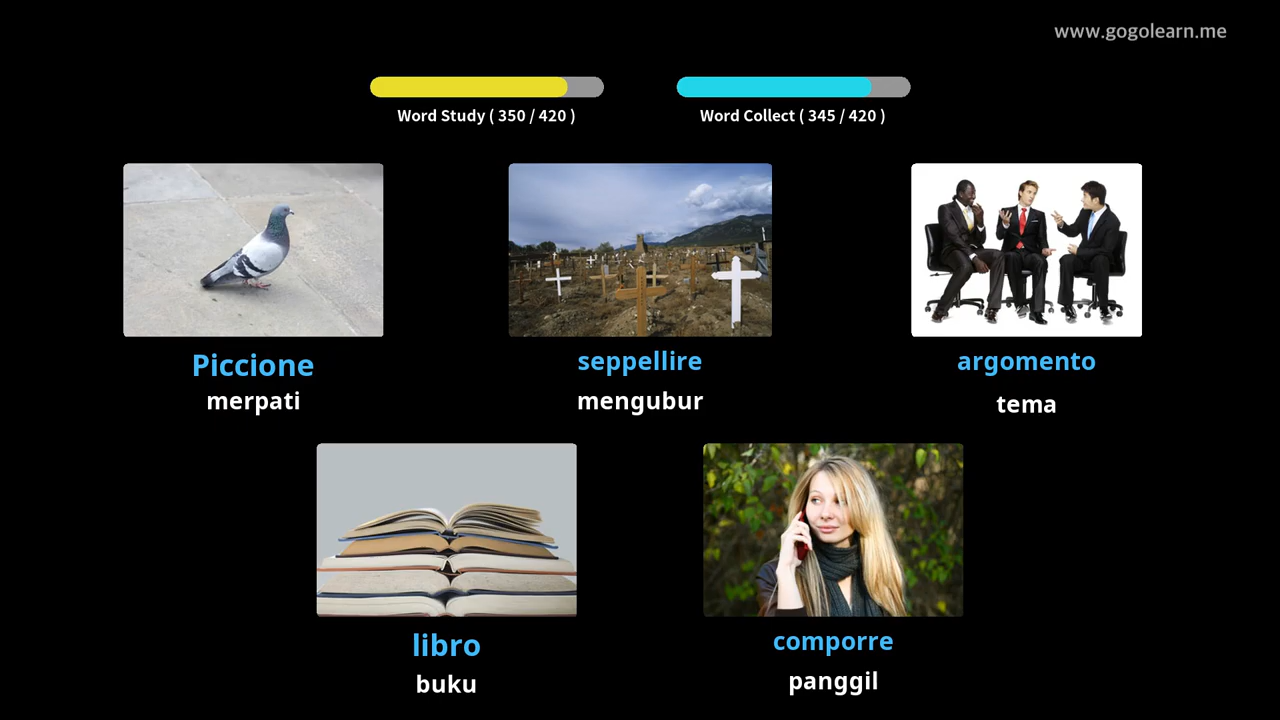 www.gogolearn.me
Word Study ( 350 / 420 )
Word Collect ( 345 / 420 )
Piccione
merpati
seppellire
mengubur
argomento
tema
libro
buku
comporre
panggil